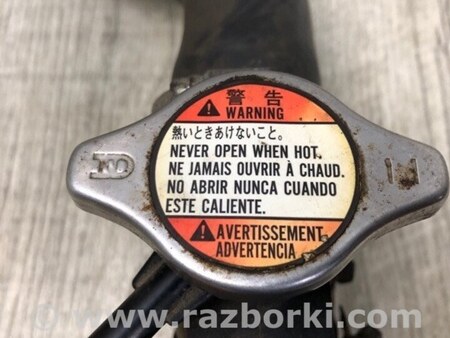 警告
WARNING
熱いときあけないこと。
NEVER OPEN WHEN HOT.
NE JAMAIS OUVRIR À CHAUD.
NO ABRIR NUNCA CUANDO
ESTE CALIENTE.
AVERTISSEMENT
ADVERTENCIA
www.razborki.com